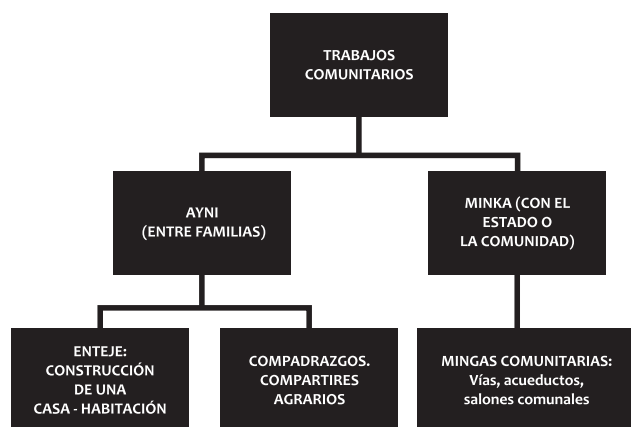 TRABAJOS
COMUNITARIOS
AYNI
(ENTRE FAMILIAS)
MINKA (CON EL
ESTADO O
LA COMUNIDAD)
ENTEJE:
CONSTRUCCIÓN
DE UNA
CASA - HABITACIÓN
COMPADRAZGOS.
COMPARTIRES
AGRARIOS
MINGAS COMUNITARIAS:
Vías, acueductos,
salones comunales